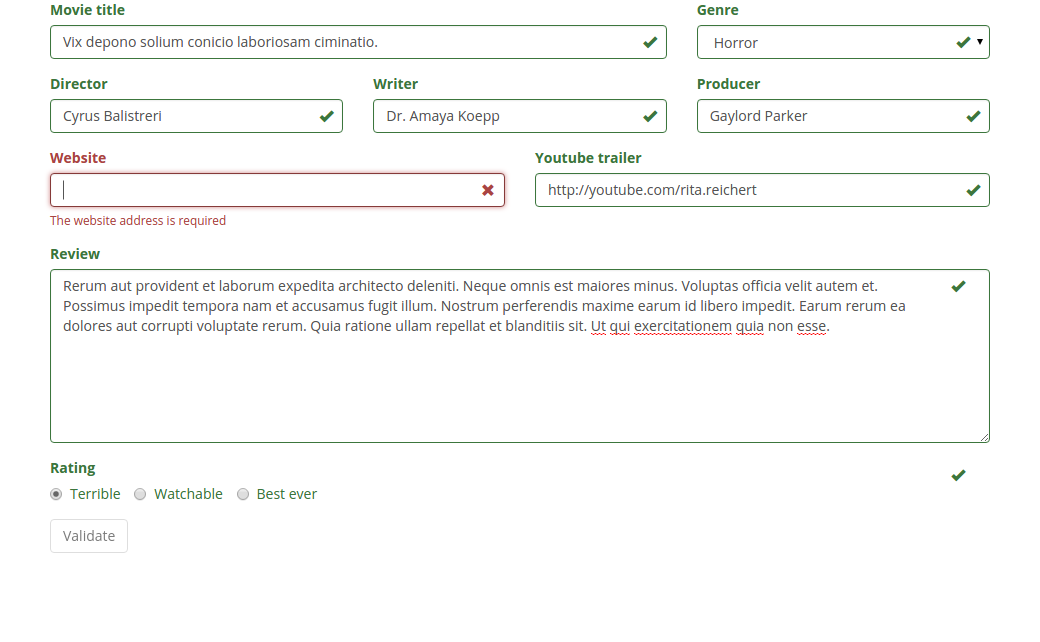 Movie title
Genre
Vix depono solium conicio laboriosam ciminatio.
Horror
Director
Writer
Producer
Cyrus Balistreri
Dr. Amaya Koepp
Gaylord Parker
Website
Youtube trailer
http://youtube.com/rita.reichert
The website address is required
Review
Rerum aut provident et laborum expedita architecto deleniti. Neque omnis est maiores minus. Voluptas officia velit autem et.
Possimus impedit tempora nam et accusamus fugit illum. Nostrum perferendis maxime earum id libero impedit. Earum rerum ea
dolores aut corrupti voluptate rerum. Quia ratione ullam repellat et blanditiis sit. Ut qui exercitationem quia non esse.
Rating
Terrible Watchable Best ever
Validate